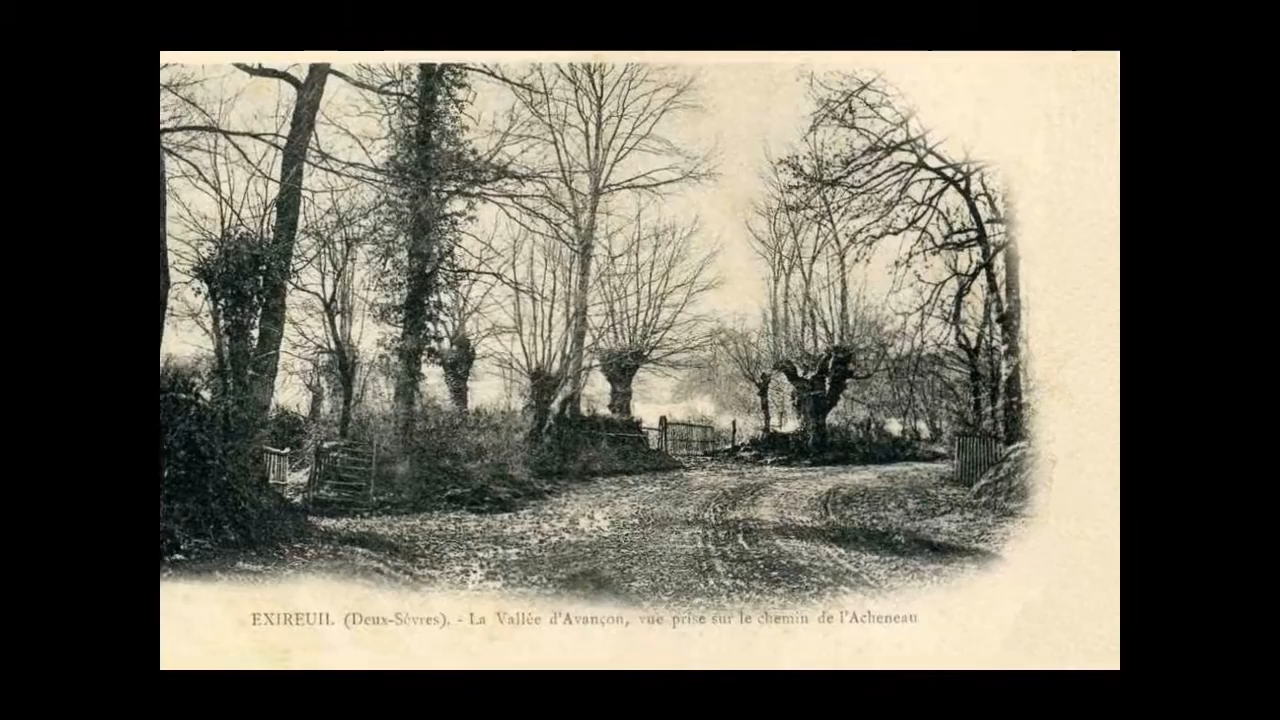 EXIREUIL (Deux-Sèvres). - La Vallée d'Avançon, vue prise sur le chemin de l'Acheneau